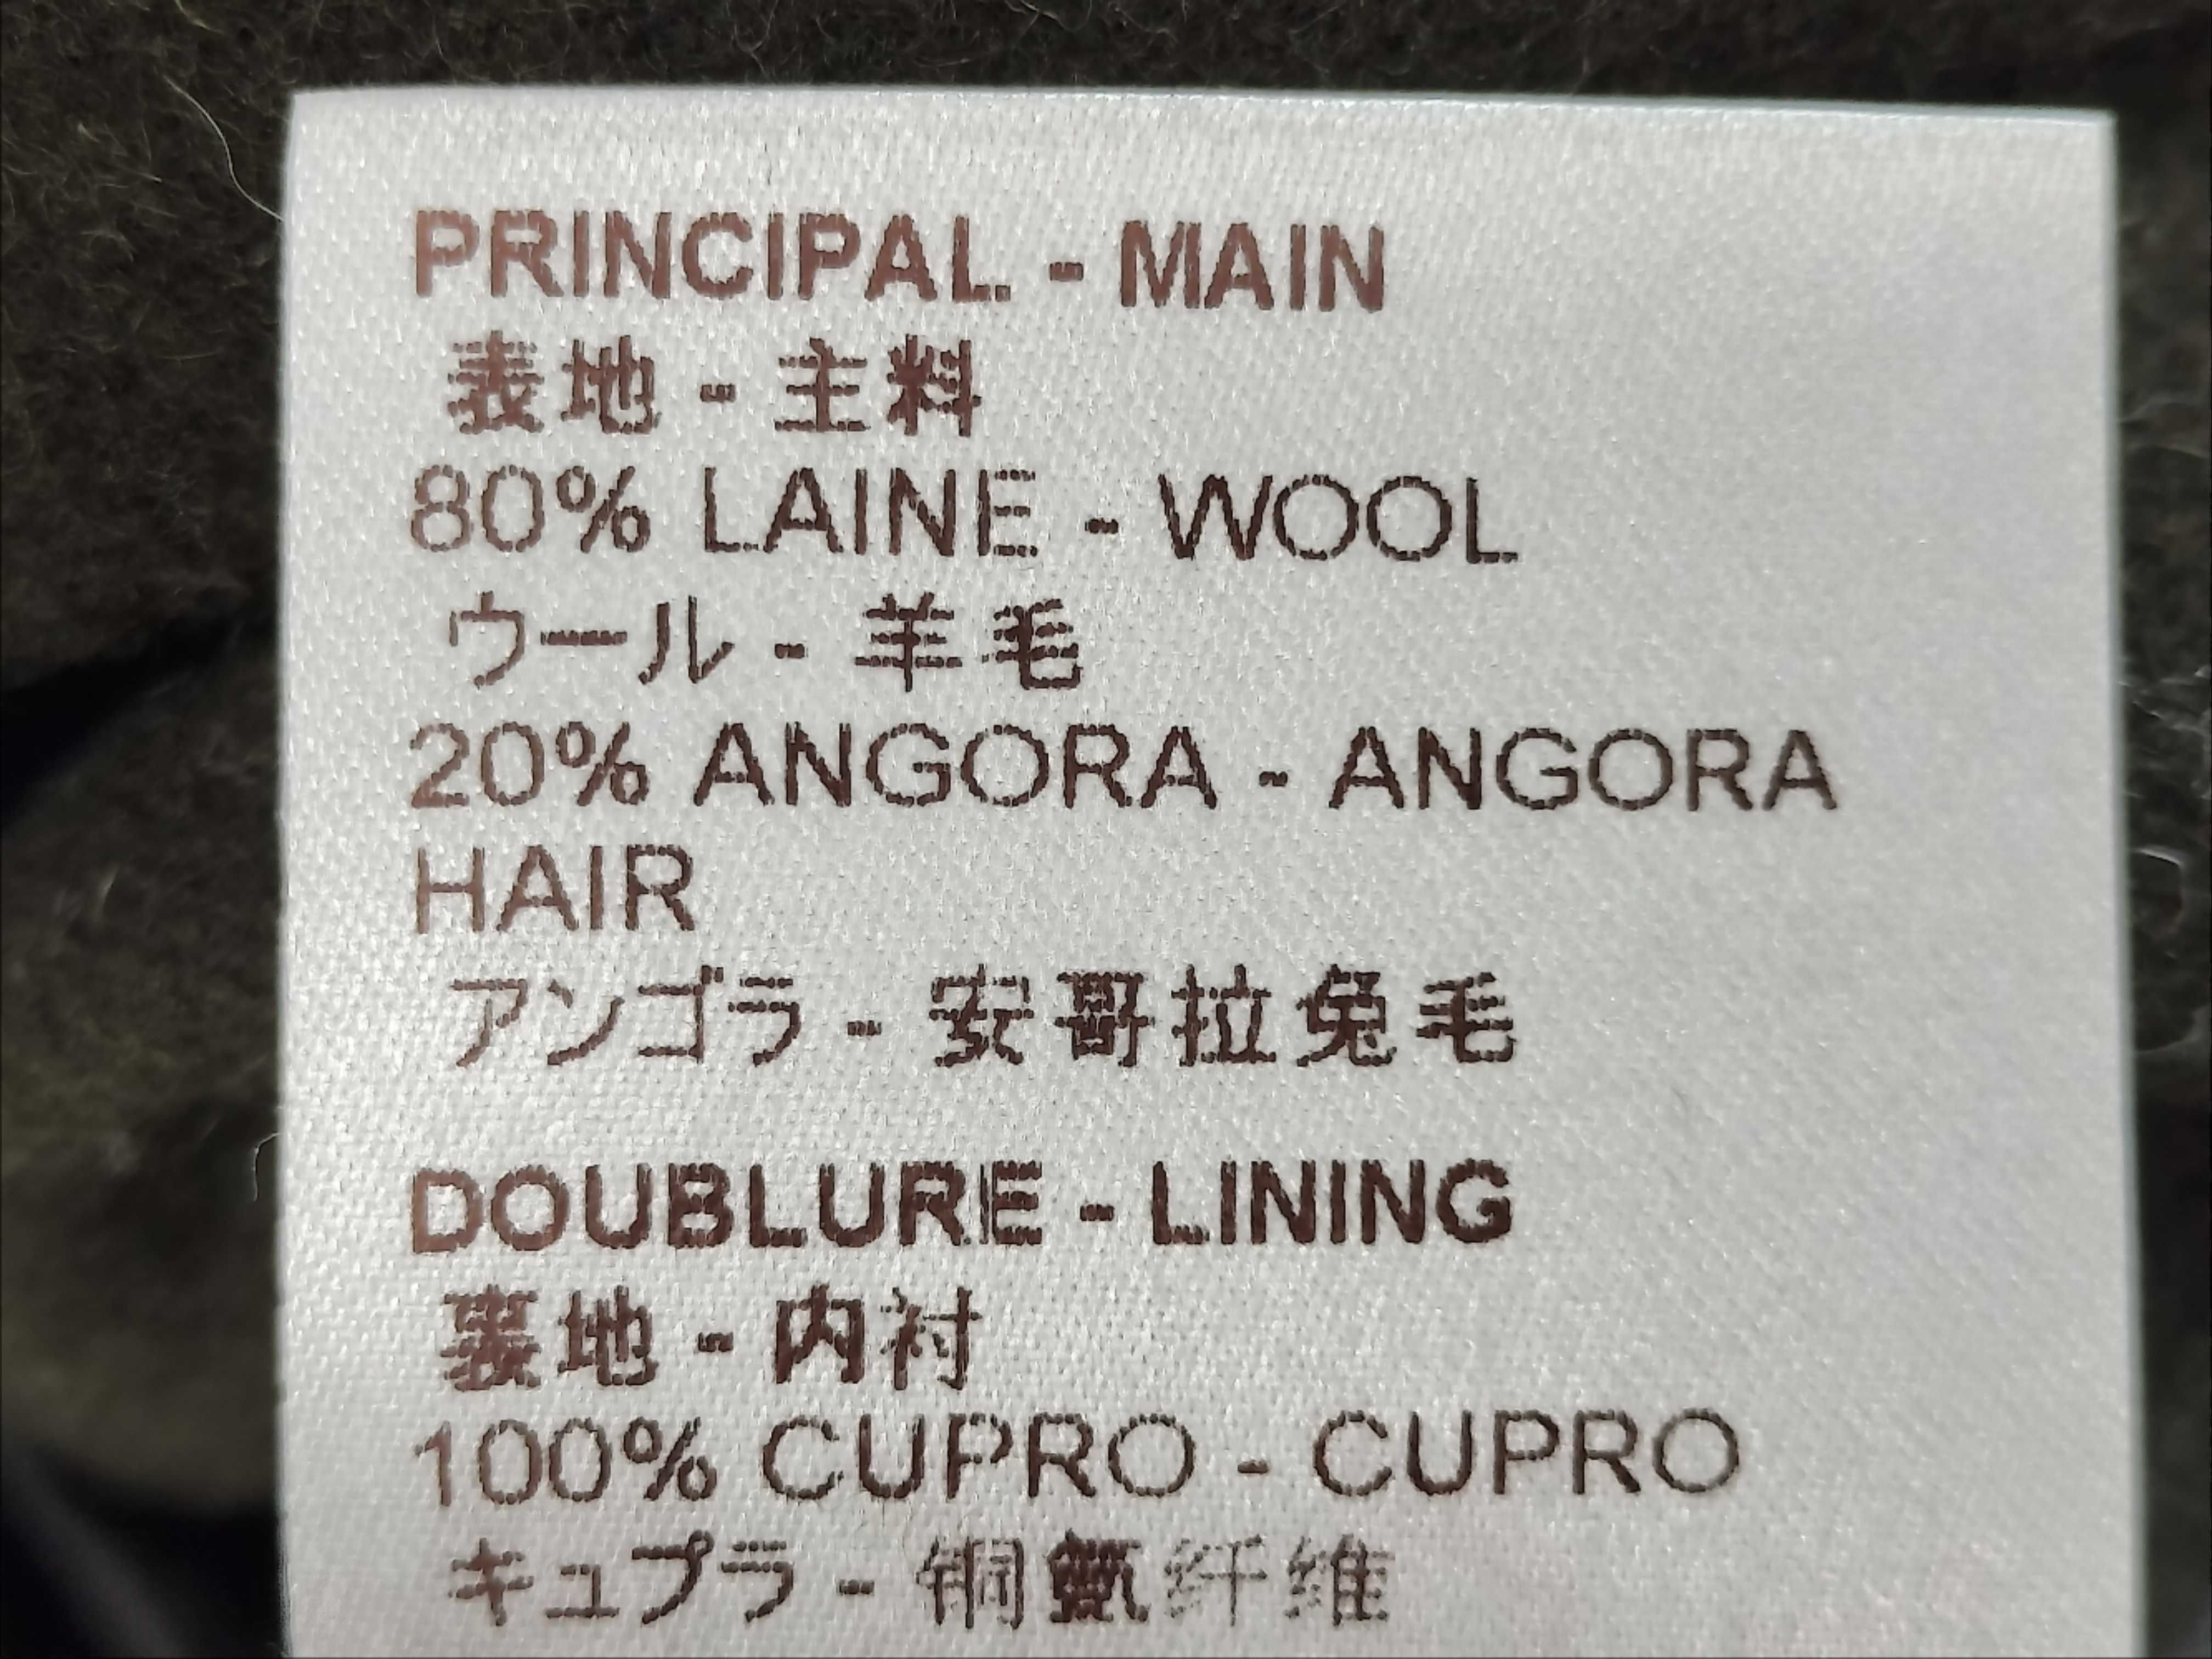 PRINCIPAL - MAIN
表地 - 主料
80% LAINE - WOOL
ウール - 羊毛
20% ANGORA - ANGORA
HAIR
アンゴラ - 安哥拉兔毛
DOUBLURE - LINING
裏地 - 内衬
100% CUPRO - CUPRO
キュプラ - 铜氨纤维